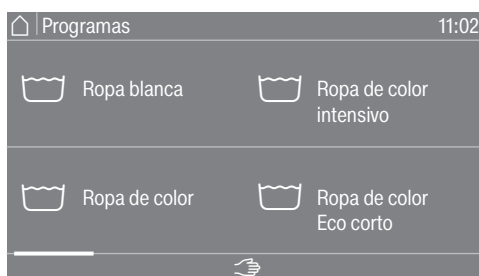 Programas
11:02
Ropa blanca
Ropa de color
intensivo
Ropa de color
Ropa de color
Eco corto